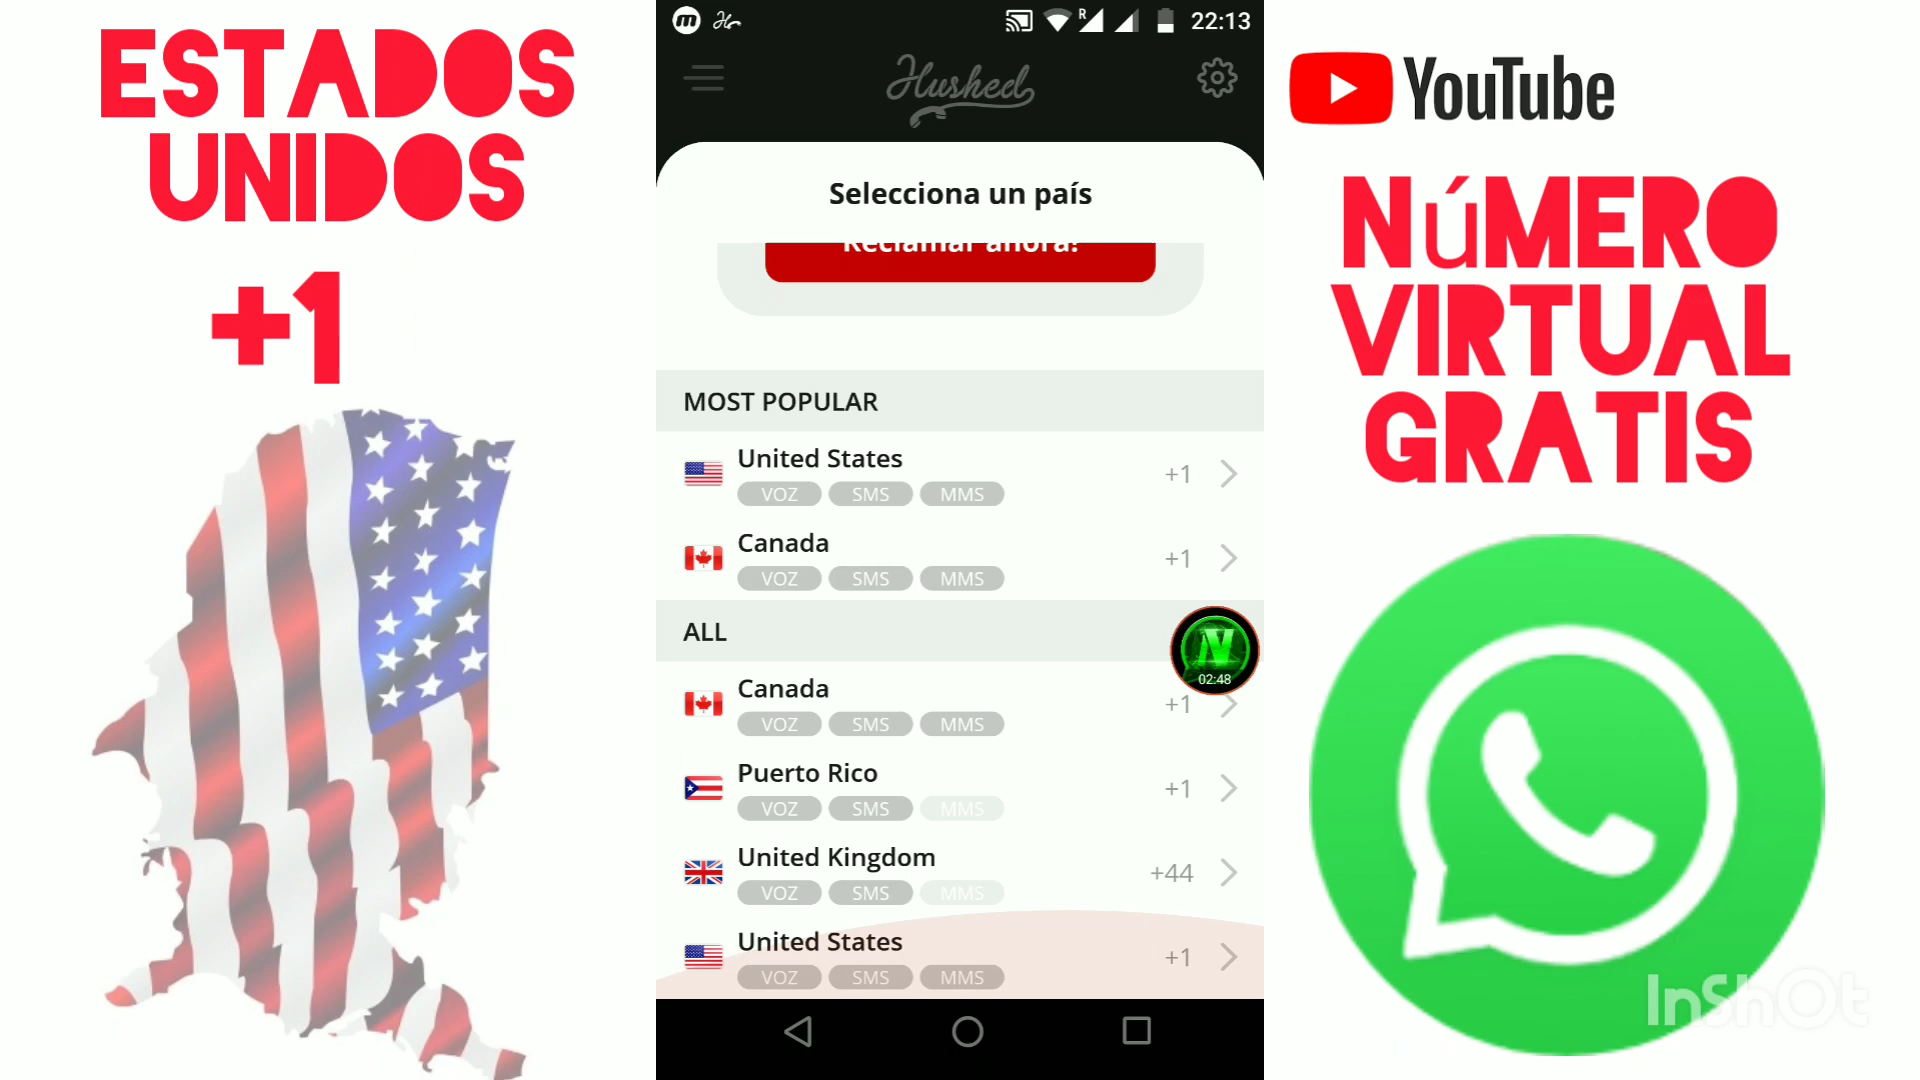 ESTADOS
UNIDOS
+1
22:13
Hushed
Selecciona un país
Reclamar ahora!
MOST POPULAR
United States
VOZ SMS MMS
+1
Canada
VOZ SMS MMS
+1
ALL
02:48
Canada
VOZ SMS MMS
+1
Puerto Rico
VOZ SMS MMS
+1
United Kingdom
VOZ SMS MMS
+44
United States
VOZ SMS MMS
+1
YouTube
NúMERO
VIRTUAL
GRATIS
InShOt